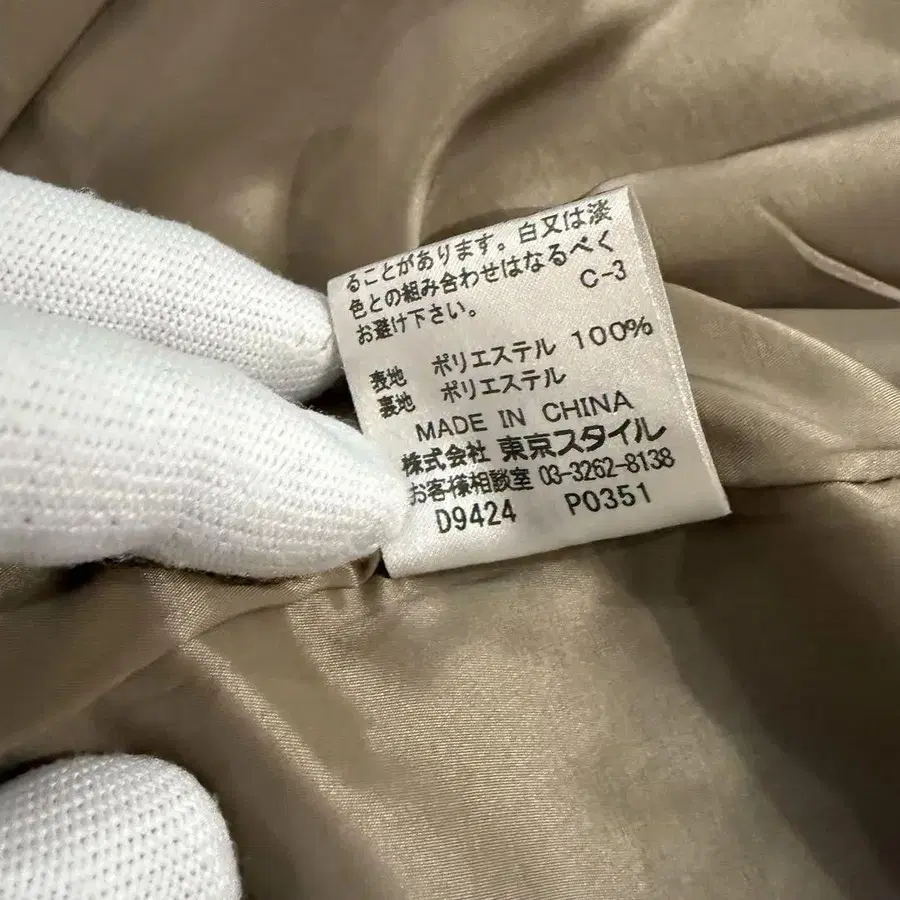 ることがあります。白又は淡
色との組み合わせはなるべく
お避け下さい。 C-3
表地 ポリエステル 100%
裏地 ポリエステル
MADE IN CHINA
株式会社 東京スタイル
お客様相談室 03-3262-8138
D9424 P0351